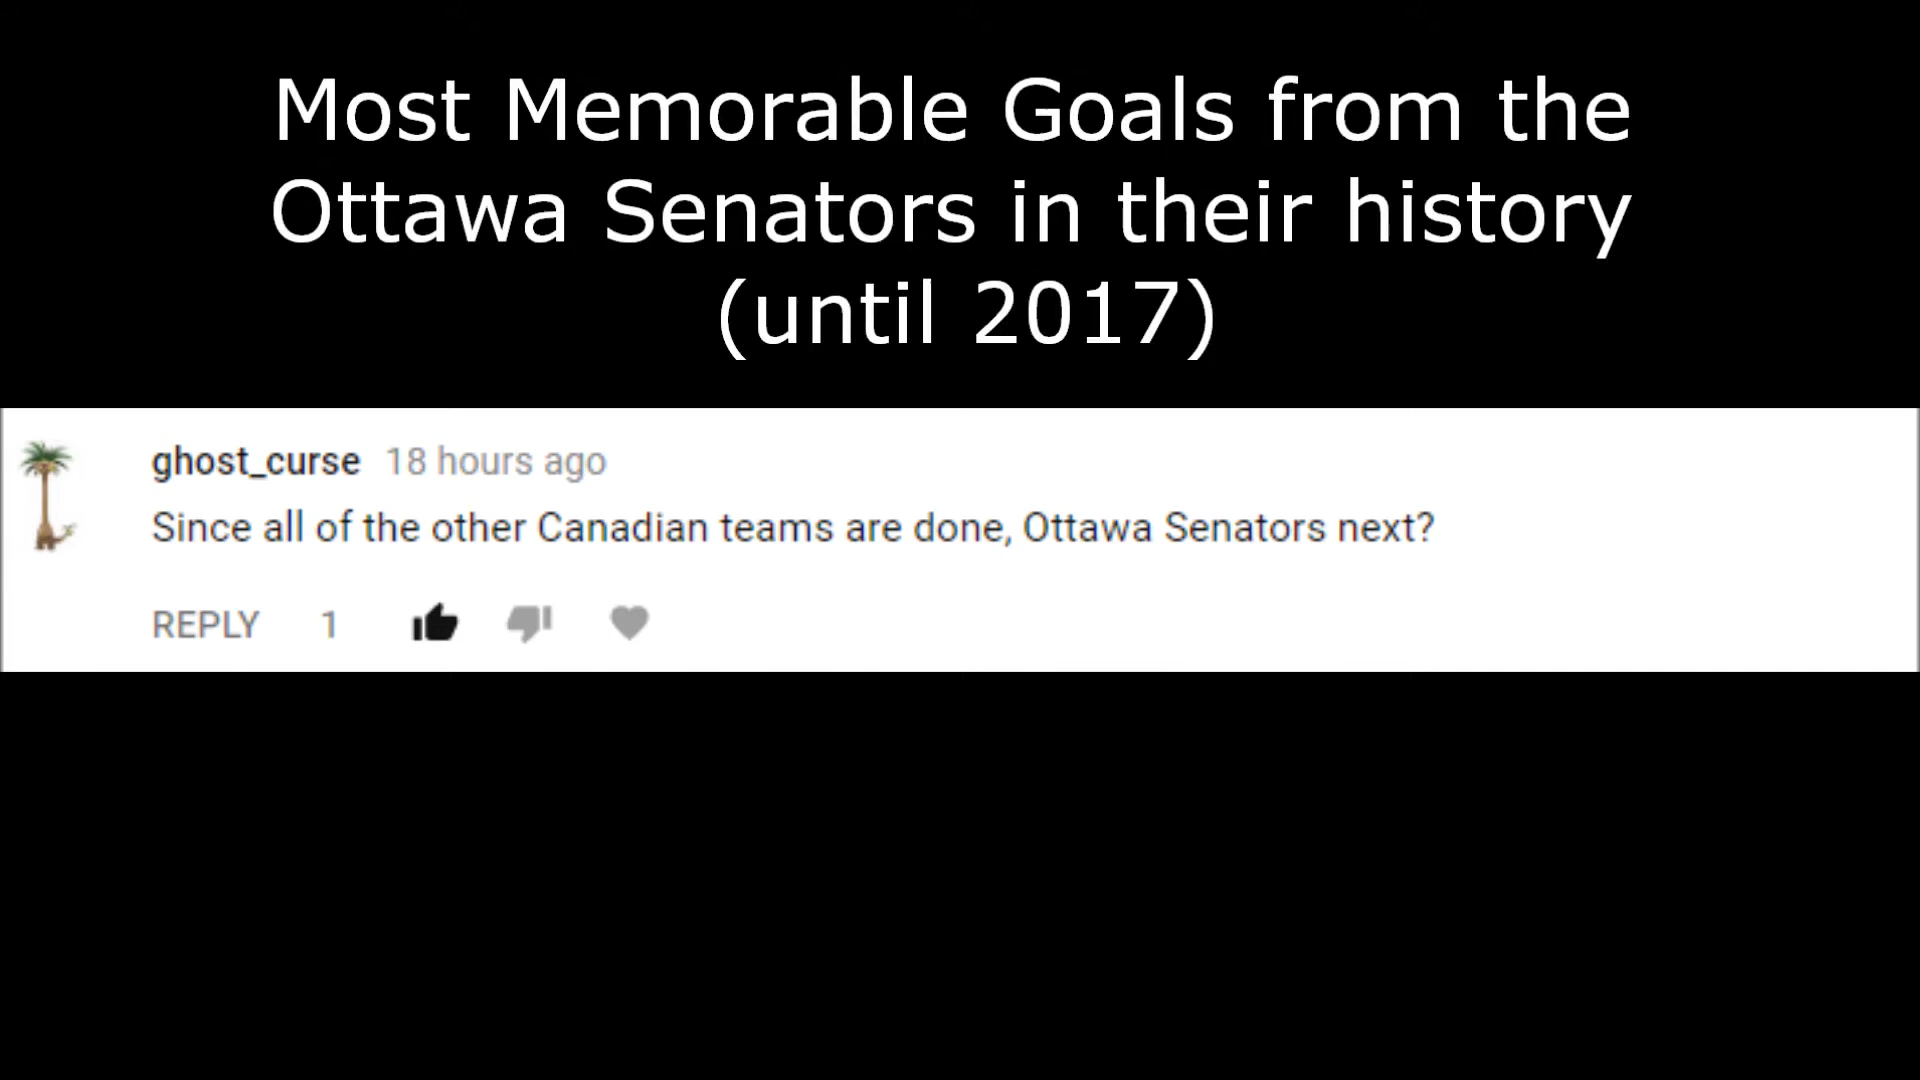 Most Memorable Goals from the
Ottawa Senators in their history
(until 2017)
ghost_curse 18 hours ago
Since all of the other Canadian teams are done, Ottawa Senators next?
REPLY 1